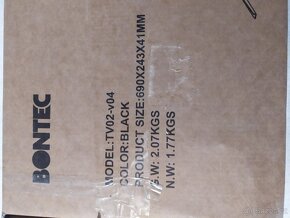 BONTEC
MODEL:TV02-v04
COLOR:BLACK
PRODUCT SIZE:690X243X41MM
G.W: 2.07KGS
N.W: 1.77KGS